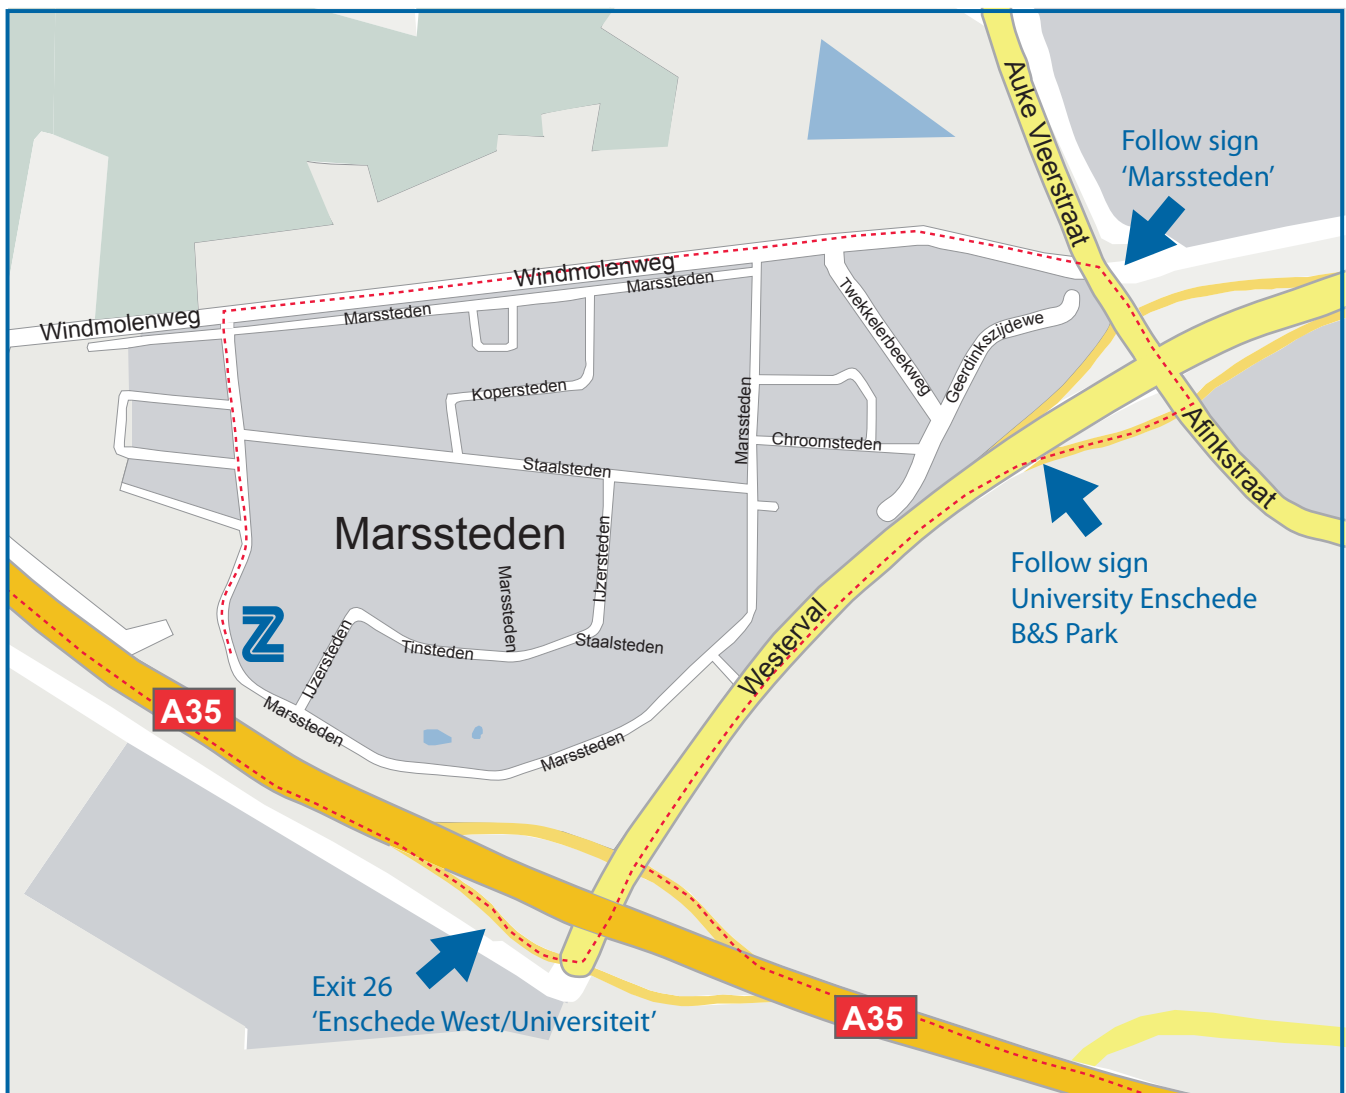 Auke Vleerstraat
Follow sign
‘Marssteden’
Windmolenweg
Windmolenweg
Marssteden
Marssteden
Twekkelerbeekweg
Geerdinkszijdewe
Kopersteden
Marssteden
Chroomsteden
Afinkstraat
Staalsteden
Marssteden
IJzersteden
Marssteden
Follow sign
University Enschede
B&S Park
Z
IJzersteden
Tinsteden
Staalsteden
Westerval
A35
Marssteden
Marssteden
Exit 26
‘Enschede West/Universiteit’
A35